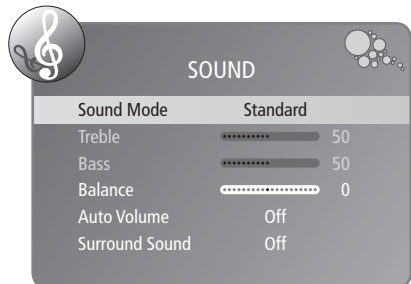 SOUND
Sound Mode Standard
Treble 50
Bass 50
Balance 0
Auto Volume Off
Surround Sound Off